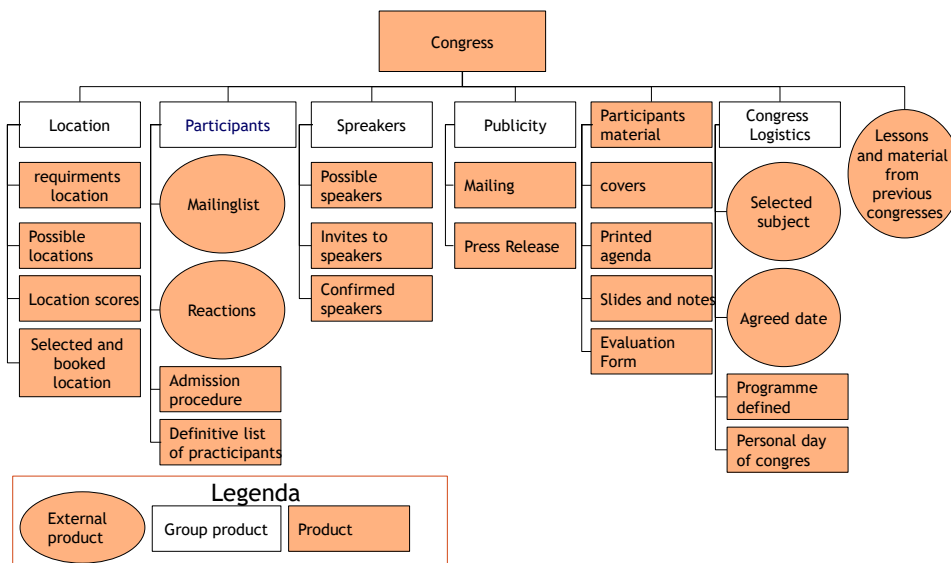 Congress
Location
requirments
location
Possible
locations
Location scores
Selected and
booked
location
Participants
Mailinglist
Reactions
Admission
procedure
Definitive list
of practicipants
Spreakers
Possible
speakers
Invites to
speakers
Confirmed
speakers
Publicity
Mailing
Press Release
Participants
material
covers
Printed
agenda
Slides and notes
Evaluation
Form
Congress
Logistics
Selected
subject
Agreed date
Programme
defined
Personal day
of congres
Lessons
and material
from
previous
congresses
Legenda
External
product
Group product
Product